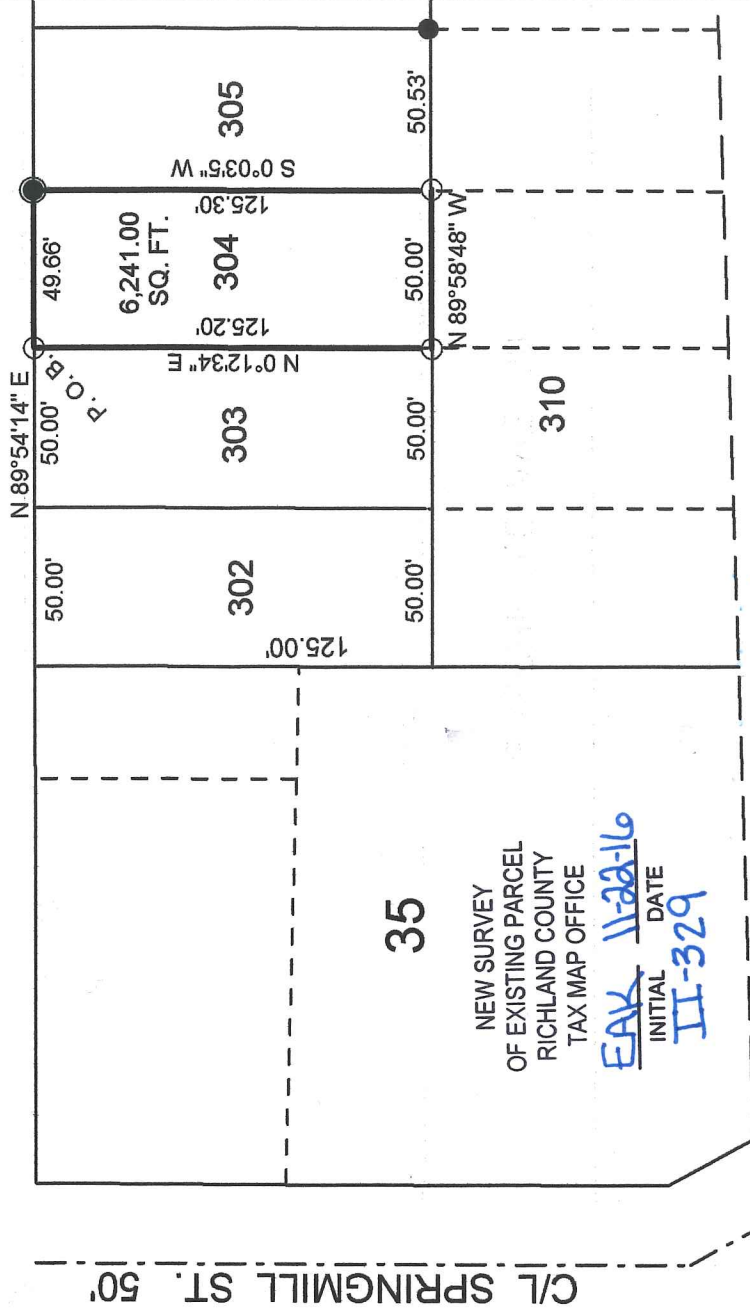 N 89°54'14" E
50.00'
50.00'
49.66'
P. O. B.
302
303
304
305
6,241.00
SQ. FT.
125.00'
N 0°12'34" E
125.20'
125.30'
S 0°03'5" W
50.00'
50.00'
50.00'
50.53'
N 89°58'48" W
310
35
NEW SURVEY
OF EXISTING PARCEL
RICHLAND COUNTY
TAX MAP OFFICE
EAK 11-22-16
INITIAL DATE
II-329
C/L SPRINGMILL ST. 50'